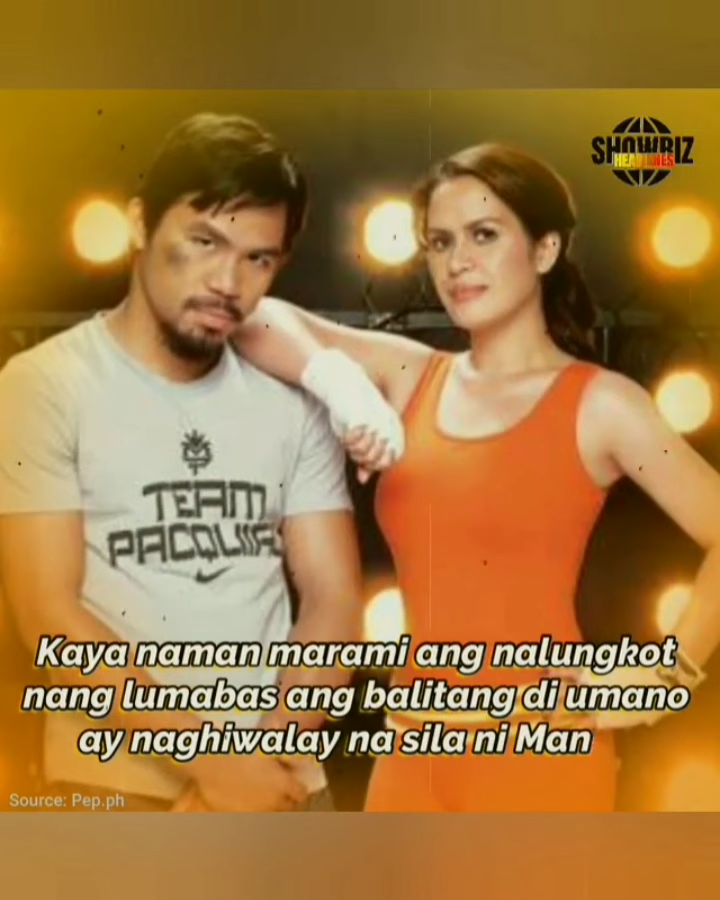 SHOWBIZ
HEADLINES
TEAM
Kaya naman marami ang nalungkot
nang lumabas ang balitang di umano
ay naghiwalay na sila ni Man
Source: Pep.ph